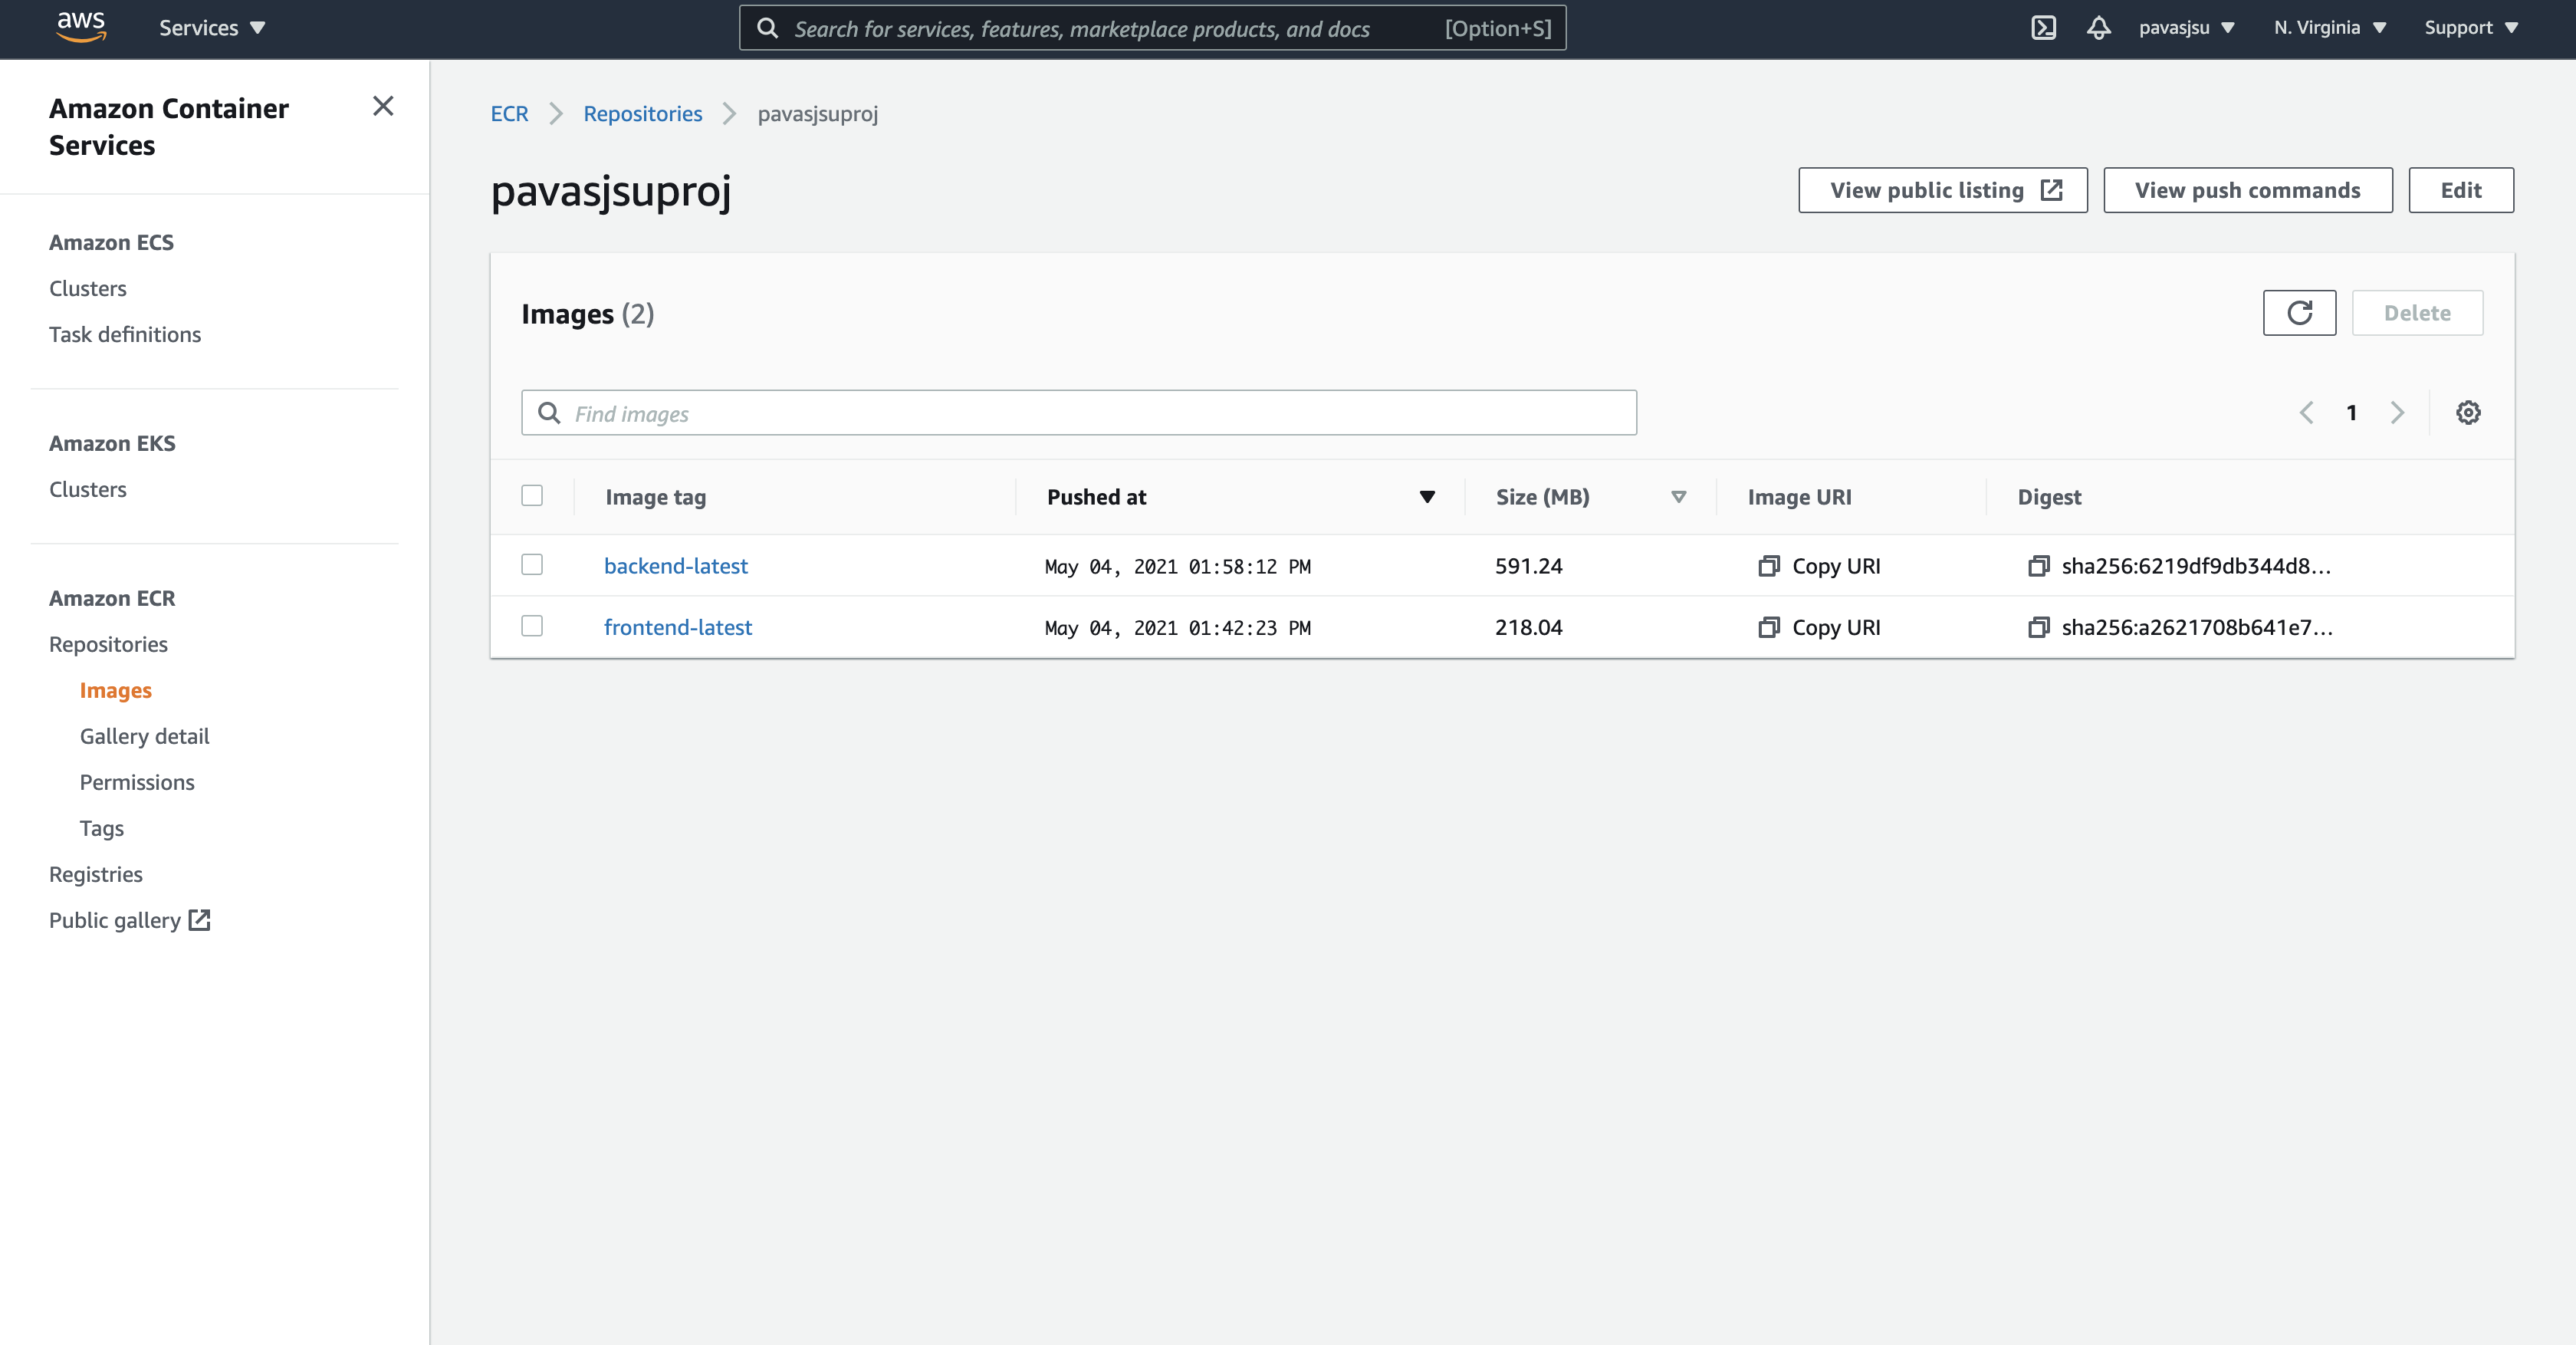 aws
Services
Search for services, features, marketplace products, and docs [Option+S]
pavasjsu
N. Virginia
Support
Amazon Container
Services
Amazon ECS
Clusters
Task definitions
Amazon EKS
Clusters
Amazon ECR
Repositories
Images
Gallery detail
Permissions
Tags
Registries
Public gallery
ECR Repositories pavasjsuproj
pavasjsuproj
View public listing
View push commands
Edit
Images (2)
Delete
Find images
1
Image tag Pushed at Size (MB) Image URI Digest
backend-latest May 04, 2021 01:58:12 PM 591.24 Copy URI sha256:6219df9db344d8...
frontend-latest May 04, 2021 01:42:23 PM 218.04 Copy URI sha256:a2621708b641e7...